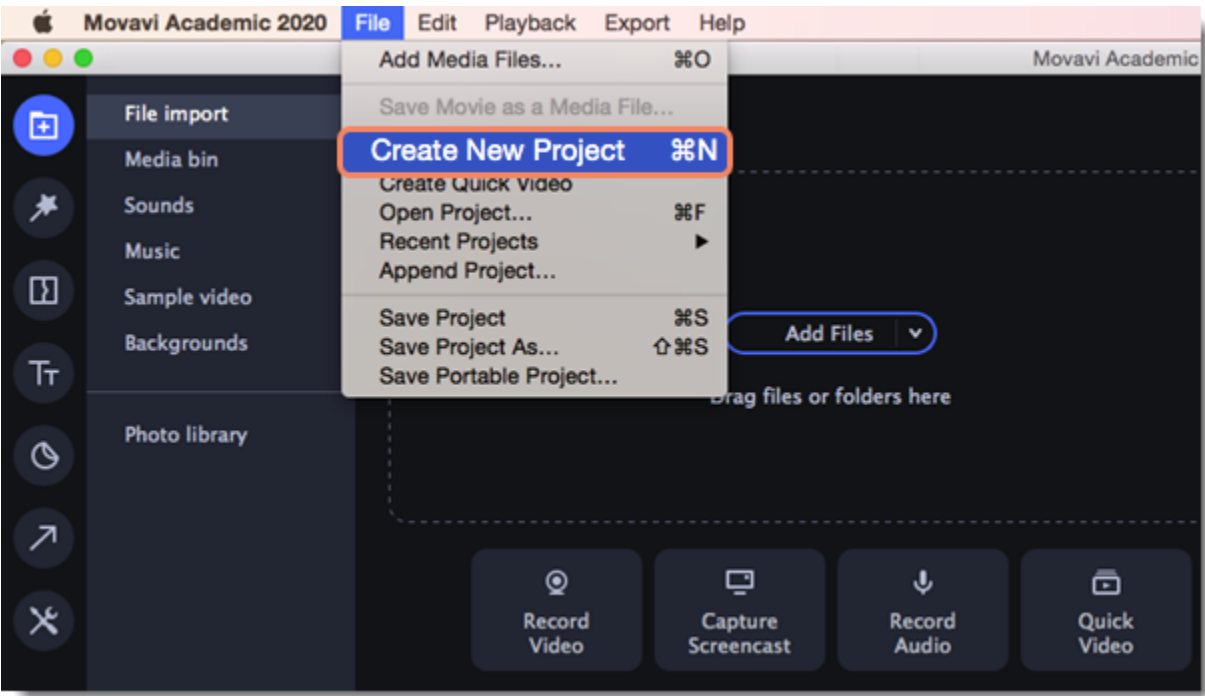 Movavi Academic 2020 File Edit Playback Export Help
Movavi Academic
Add Media Files... ⌘O
Save Movie as a Media File...
Create New Project ⌘N
Create Quick Video
Open Project... ⌘F
Recent Projects ▶
Append Project...
Save Project ⌘S
Save Project As... ⇧⌘S
Save Portable Project...
File import
Media bin
Sounds
Music
Sample video
Backgrounds
Photo library
Add Files
Drag files or folders here
Record
Video
Capture
Screencast
Record
Audio
Quick
Video